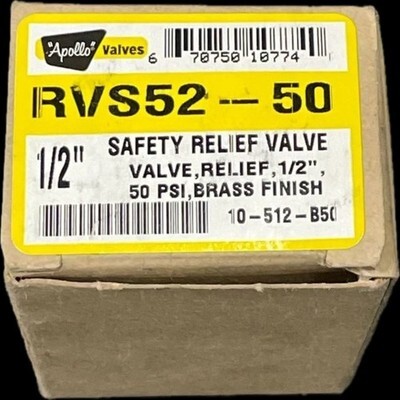 "Apollo" Valves
6 70750 10774
RVS52-50
1/2" SAFETY RELIEF VALVE
VALVE, RELIEF, 1/2",
50 PSI, BRASS FINISH
10-512-B50